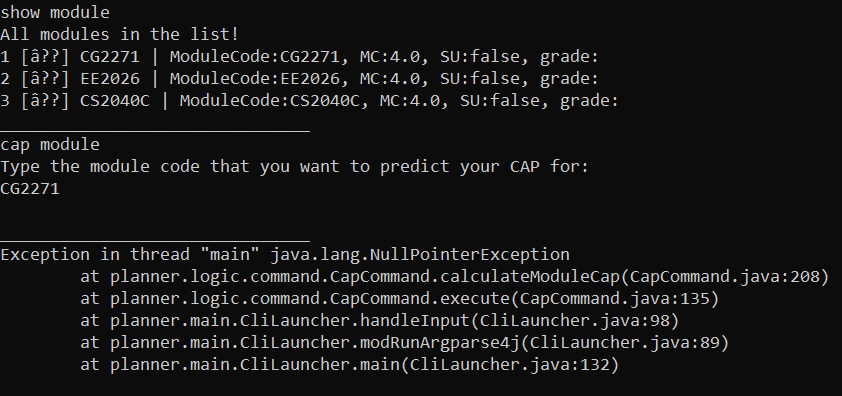 show module
All modules in the list!
1 [â??] CG2271 | ModuleCode:CG2271, MC:4.0, SU:false, grade:
2 [â??] EE2026 | ModuleCode:EE2026, MC:4.0, SU:false, grade:
3 [â??] CS2040C | ModuleCode:CS2040C, MC:4.0, SU:false, grade:
_______________________________
cap module
Type the module code that you want to predict your CAP for:
CG2271
_______________________________
Exception in thread "main" java.lang.NullPointerException
at planner.logic.command.CapCommand.calculateModuleCap(CapCommand.java:208)
at planner.logic.command.CapCommand.execute(CapCommand.java:135)
at planner.main.CliLauncher.handleInput(CliLauncher.java:98)
at planner.main.CliLauncher.modRunArgparse4j(CliLauncher.java:89)
at planner.main.CliLauncher.main(CliLauncher.java:132)